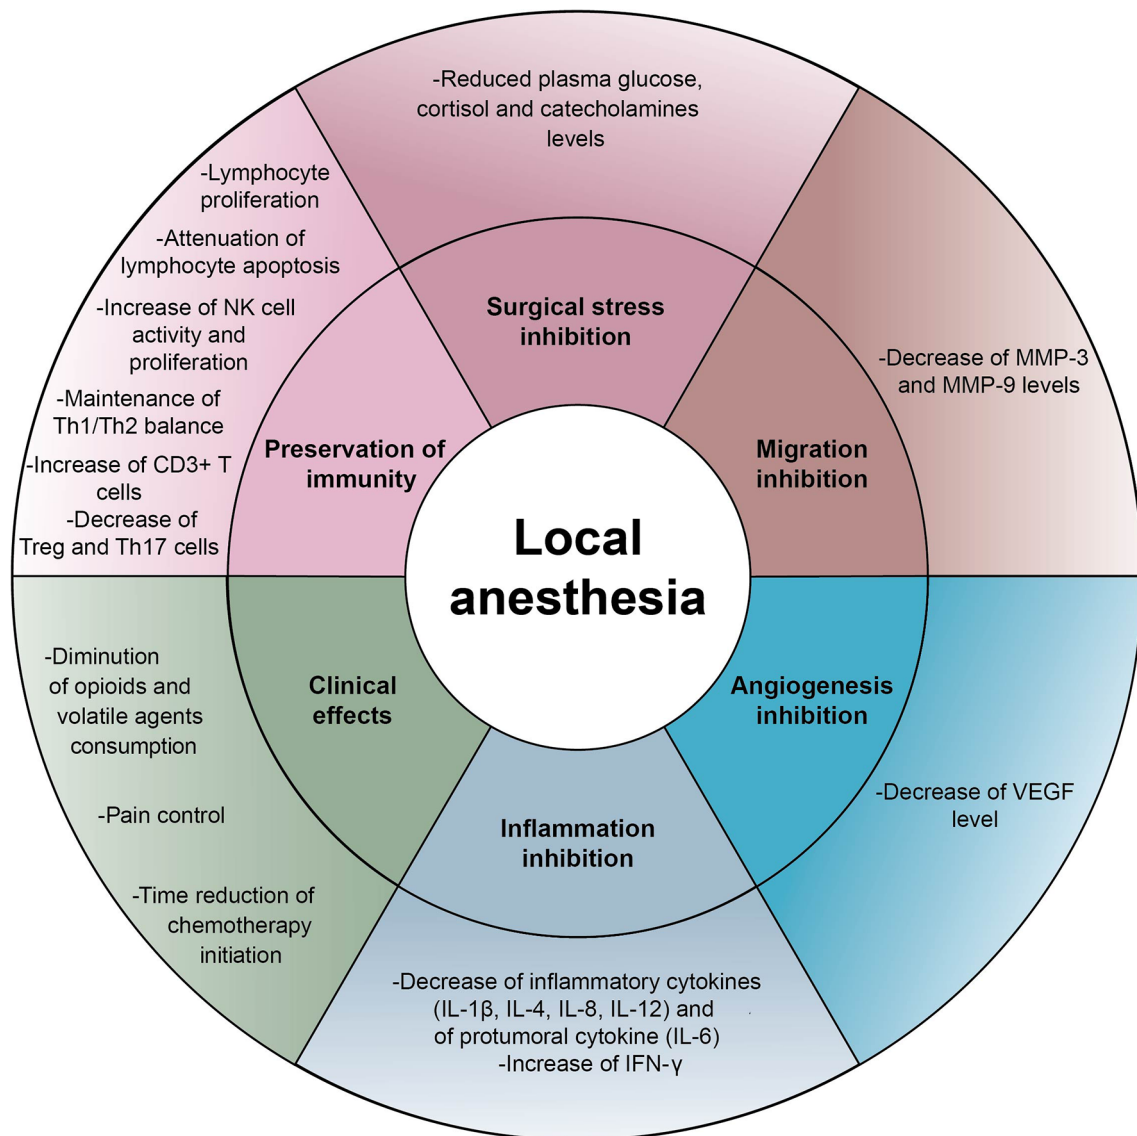 -Reduced plasma glucose,
cortisol and catecholamines
levels
Surgical stress
inhibition
-Decrease of MMP-3
and MMP-9 levels
Migration
inhibition
-Decrease of VEGF
level
Angiogenesis
inhibition
-Decrease of inflammatory cytokines
(IL-1β, IL-4, IL-8, IL-12) and
of protumoral cytokine (IL-6)
-Increase of IFN-γ
Inflammation
inhibition
-Diminution
of opioids and
volatile agents
consumption
-Pain control
-Time reduction of
chemotherapy
initiation
Clinical
effects
-Lymphocyte
proliferation
-Attenuation of
lymphocyte apoptosis
-Increase of NK cell
activity and
proliferation
-Maintenance of
Th1/Th2 balance
-Increase of CD3+ T
cells
-Decrease of
Treg and Th17 cells
Preservation of
immunity
Local
anesthesia